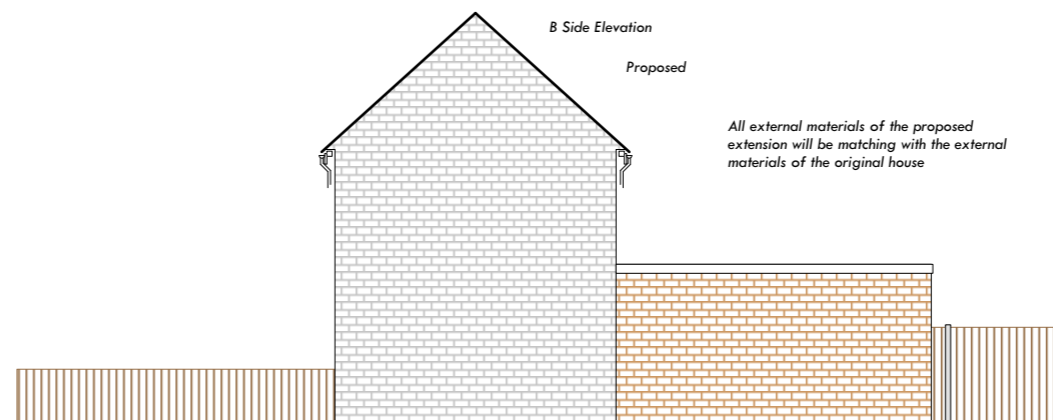 B Side Elevation
Proposed
All external materials of the proposed
extension will be matching with the external
materials of the original house